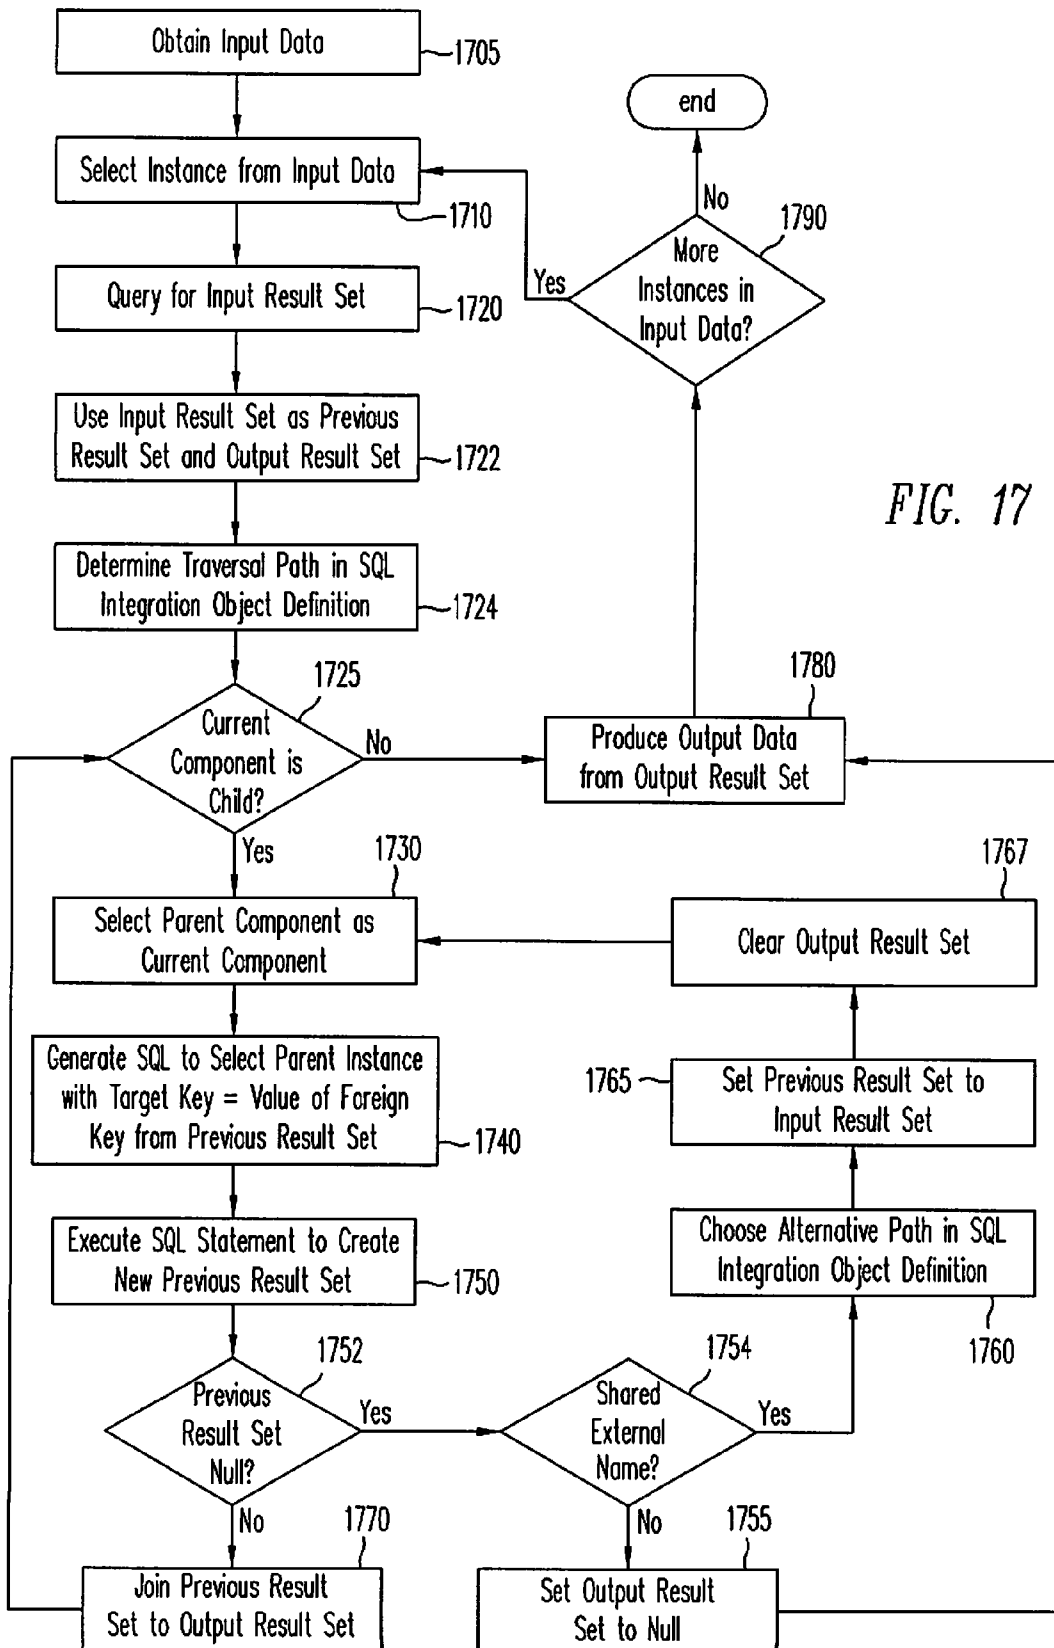 Obtain Input Data
1705
end
Select Instance from Input Data
1710
No
1790
More
Instances in
Input Data?
Yes
Query for Input Result Set
1720
Use Input Result Set as Previous
Result Set and Output Result Set
1722
FIG. 17
Determine Traversal Path in SQL
Integration Object Definition
1724
1725
Current
Component is
Child?
No
Yes
1780
Produce Output Data
from Output Result Set
1730
Select Parent Component as
Current Component
1767
Clear Output Result Set
Generate SQL to Select Parent Instance
with Target Key = Value of Foreign
Key from Previous Result Set
1740
1765
Set Previous Result Set to
Input Result Set
Execute SQL Statement to Create
New Previous Result Set
1750
Choose Alternative Path in SQL
Integration Object Definition
1760
1752
Previous
Result Set
Null?
Yes
No
1754
Shared
External
Name?
Yes
No
1770
Join Previous Result
Set to Output Result Set
1755
Set Output Result
Set to Null